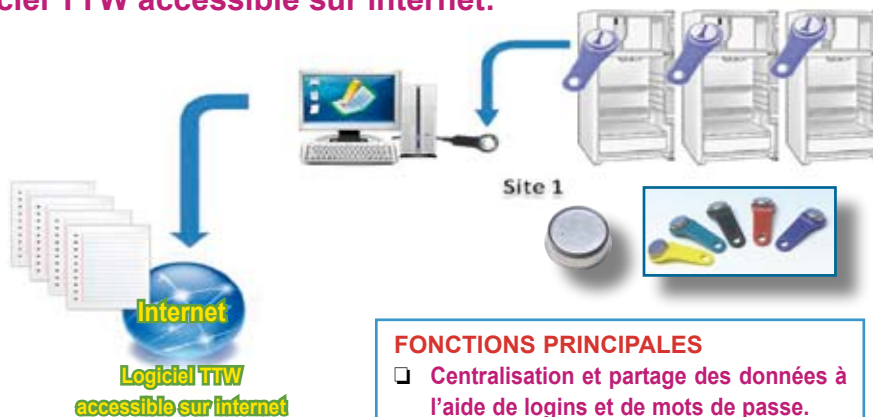 ciel TTW accessible sur internet.
Site 1
Internet
Logiciel TTW
accessible sur internet
FONCTIONS PRINCIPALES
❏ Centralisation et partage des données à
l'aide de logins et de mots de passe.